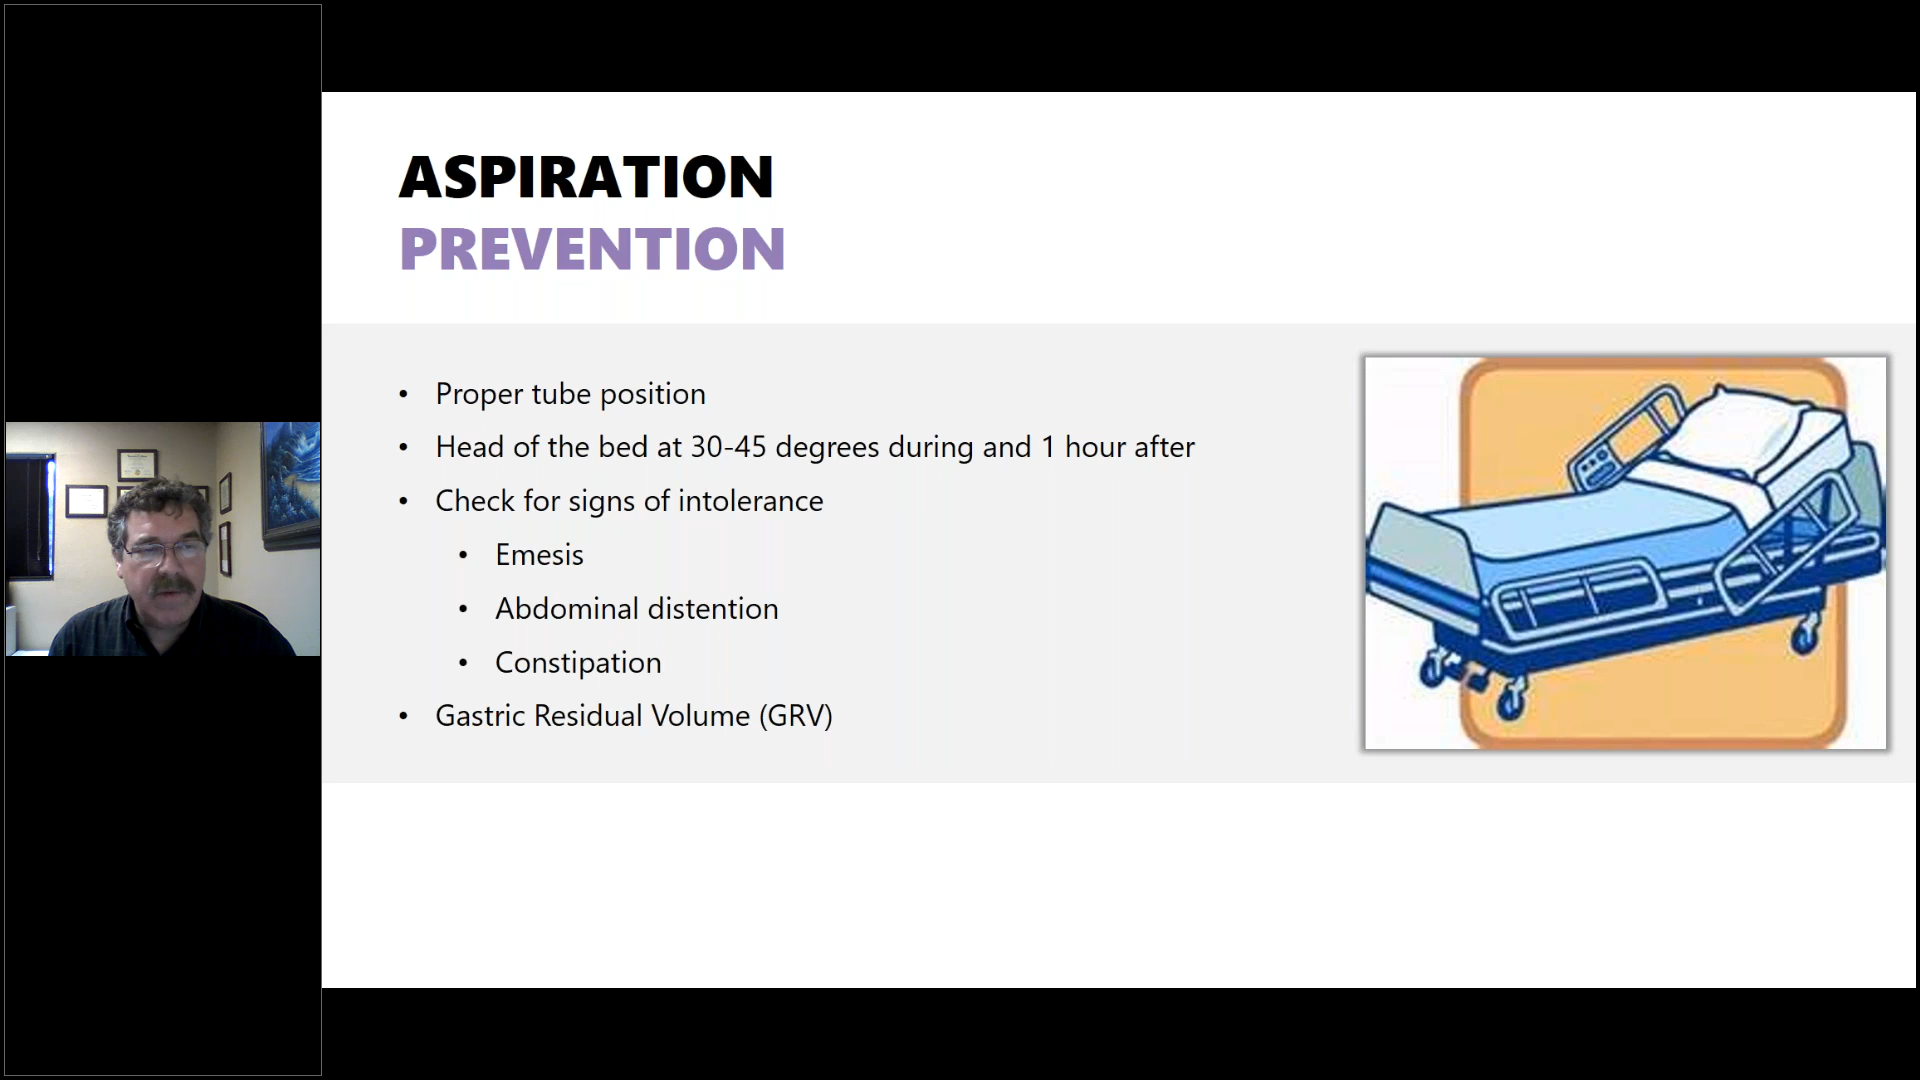 ASPIRATION
PREVENTION
• Proper tube position
• Head of the bed at 30-45 degrees during and 1 hour after
• Check for signs of intolerance
• Emesis
• Abdominal distention
• Constipation
• Gastric Residual Volume (GRV)